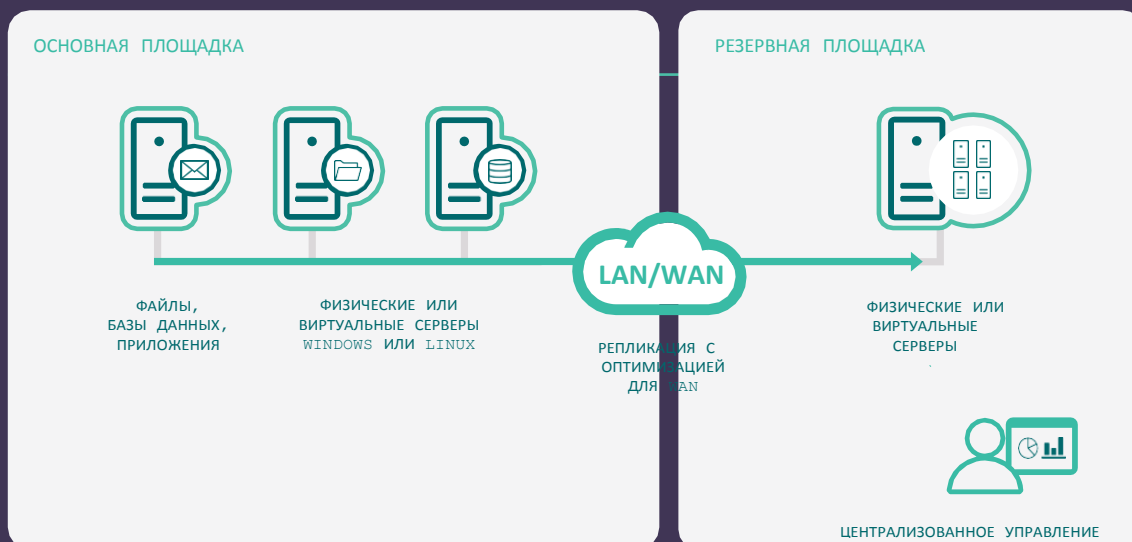 ОСНОВНАЯ ПЛОЩАДКА
РЕЗЕРВНАЯ ПЛОЩАДКА
LAN/WAN
ФАЙЛЫ,
БАЗЫ ДАННЫХ,
ПРИЛОЖЕНИЯ
ФИЗИЧЕСКИЕ ИЛИ
ВИРТУАЛЬНЫЕ СЕРВЕРЫ
WINDOWS ИЛИ LINUX
РЕПЛИКАЦИЯ С
ОПТИМИЗАЦИЕЙ
ДЛЯ WAN
ФИЗИЧЕСКИЕ ИЛИ
ВИРТУАЛЬНЫЕ
СЕРВЕРЫ
.
ЦЕНТРАЛИЗОВАННОЕ УПРАВЛЕНИЕ